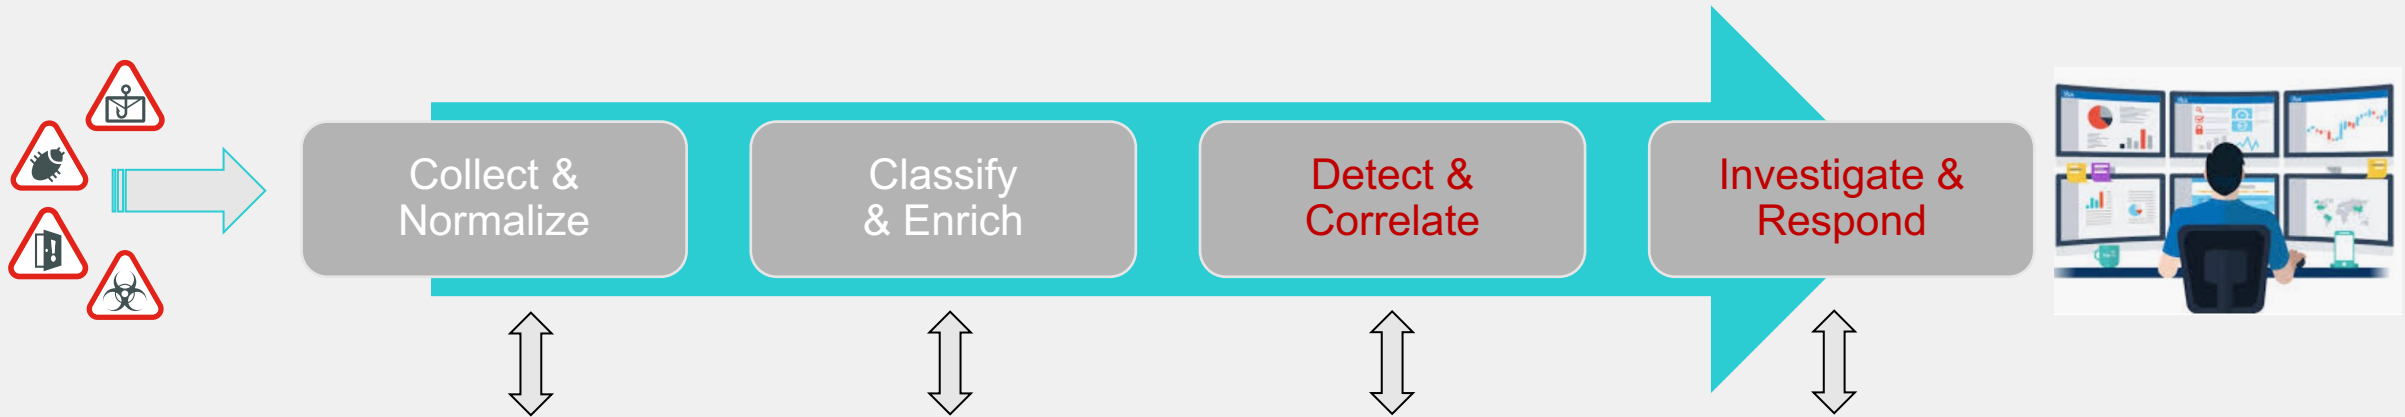 Collect &
Normalize
Classify
& Enrich
Detect &
Correlate
Investigate &
Respond